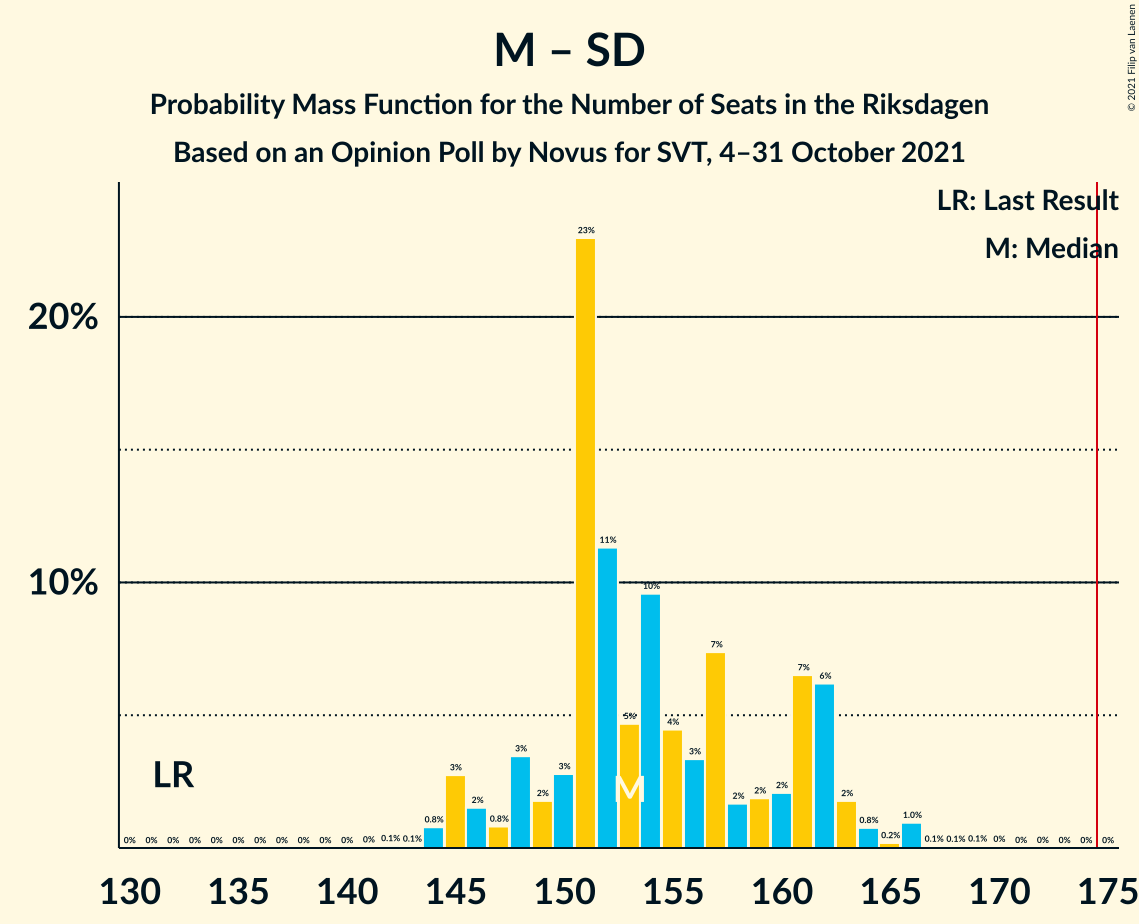 M – SD
Probability Mass Function for the Number of Seats in the Riksdagen
Based on an Opinion Poll by Novus for SVT, 4–31 October 2021
© 2021 Filip van Laenen
LR: Last Result
M: Median
20%
10%
LR
M
0% 0% 0% 0% 0% 0% 0% 0% 0% 0% 0% 0% 0.1% 0.1% 0.8% 3% 2% 0.8% 3% 2% 3% 23% 11% 5% 10% 4% 3% 7% 2% 2% 2% 7% 6% 2% 0.8% 0.2% 1.0% 0.1% 0.1% 0.1% 0% 0% 0% 0% 0% 0%
130 135 140 145 150 155 160 165 170 175